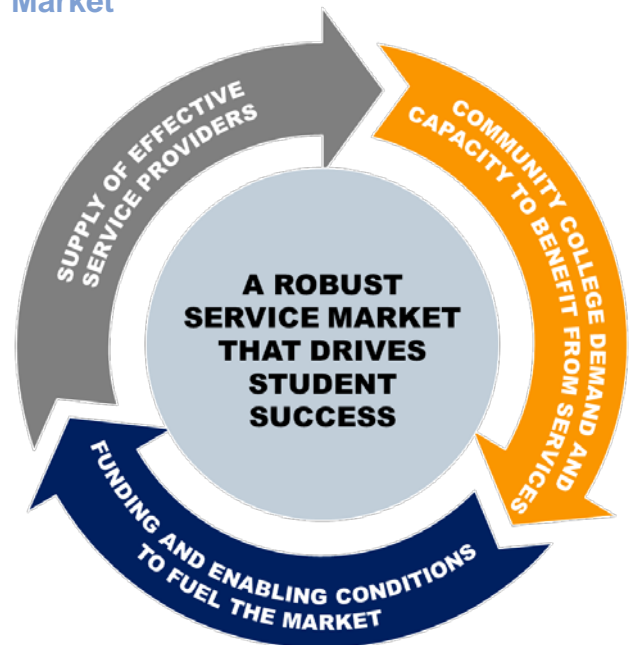 Market
SUPPLY OF EFFECTIVE
SERVICE PROVIDERS
COMMUNITY COLLEGE DEMAND AND
CAPACITY TO BENEFIT FROM SERVICES
A ROBUST
SERVICE MARKET
THAT DRIVES
STUDENT
SUCCESS
FUNDING AND ENABLING CONDITIONS
TO FUEL THE MARKET